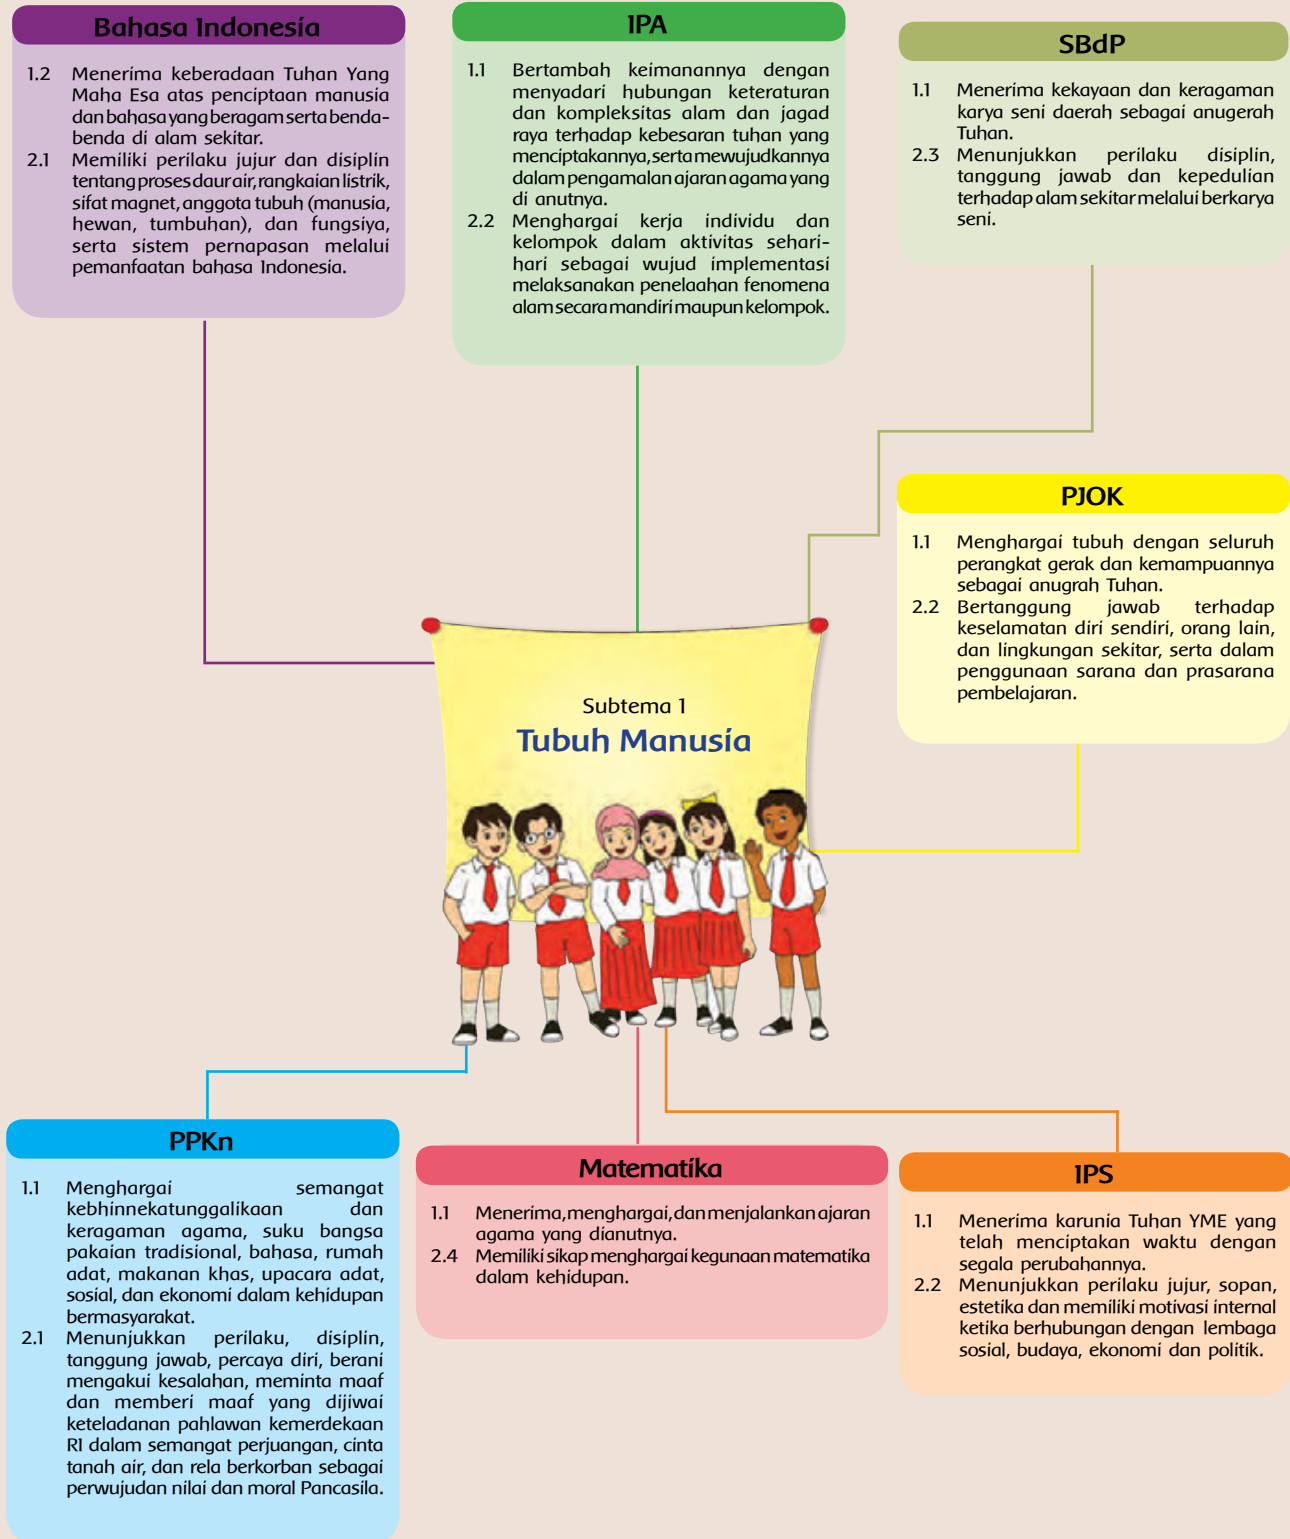 Bahasa Indonesia
1.2 Menerima keberadaan Tuhan Yang
Maha Esa atas penciptaan manusia
dan bahasa yang beragam serta benda-
benda di alam sekitar.
2.1 Memiliki perilaku jujur dan disiplin
tentang proses daur air, rangkaian listrik,
sifat magnet, anggota tubuh (manusia,
hewan, tumbuhan), dan fungsiya,
serta sistem pernapasan melalui
pemanfaatan bahasa Indonesia.
IPA
1.1 Bertambah keimanannya dengan
menyadari hubungan keteraturan
dan kompleksitas alam dan jagad
raya terhadap kebesaran tuhan yang
menciptakannya, serta mewujudkannya
dalam pengamalan ajaran agama yang
di anutnya.
2.2 Menghargai kerja individu dan
kelompok dalam aktivitas sehari-
hari sebagai wujud implementasi
melaksanakan penelaahan fenomena
alam secara mandiri maupun kelompok.
SBdP
1.1 Menerima kekayaan dan keragaman
karya seni daerah sebagai anugerah
Tuhan.
2.3 Menunjukkan perilaku disiplin,
tanggung jawab dan kepedulian
terhadap alam sekitar melalui berkarya
seni.
PJOK
1.1 Menghargai tubuh dengan seluruh
perangkat gerak dan kemampuannya
sebagai anugrah Tuhan.
2.2 Bertanggung jawab terhadap
keselamatan diri sendiri, orang lain,
dan lingkungan sekitar, serta dalam
penggunaan sarana dan prasarana
pembelajaran.
Subtema 1
Tubuh Manusia
PPKn
1.1 Menghargai semangat
kebhinnekatunggalikaan dan
keragaman agama, suku bangsa
pakaian tradisional, bahasa, rumah
adat, makanan khas, upacara adat,
sosial, dan ekonomi dalam kehidupan
bermasyarakat.
2.1 Menunjukkan perilaku, disiplin,
tanggung jawab, percaya diri, berani
mengakui kesalahan, meminta maaf
dan memberi maaf yang dijiwai
keteladanan pahlawan kemerdekaan
RI dalam semangat perjuangan, cinta
tanah air, dan rela berkorban sebagai
perwujudan nilai dan moral Pancasila.
Matematika
1.1 Menerima, menghargai, dan menjalankan ajaran
agama yang dianutnya.
2.4 Memiliki sikap menghargai kegunaan matematika
dalam kehidupan.
IPS
1.1 Menerima karunia Tuhan YME yang
telah menciptakan waktu dengan
segala perubahannya.
2.2 Menunjukkan perilaku jujur, sopan,
estetika dan memiliki motivasi internal
ketika berhubungan dengan lembaga
sosial, budaya, ekonomi dan politik.